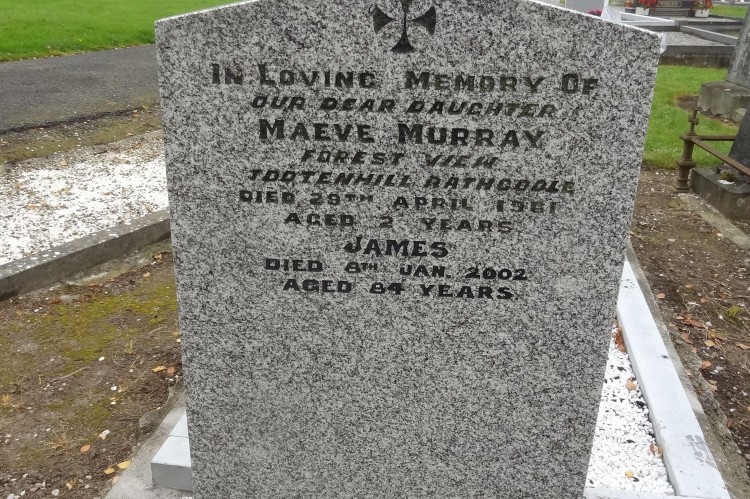 IN LOVING MEMORY OF
OUR DEAR DAUGHTER
MAEVE MURRAY
FOREST VIEW
TOOTENHILL RATHCOOLE
DIED 29TH APRIL 1961
AGED 2 YEARS.
JAMES
DIED 8TH JAN. 2002
AGED 84 YEARS.